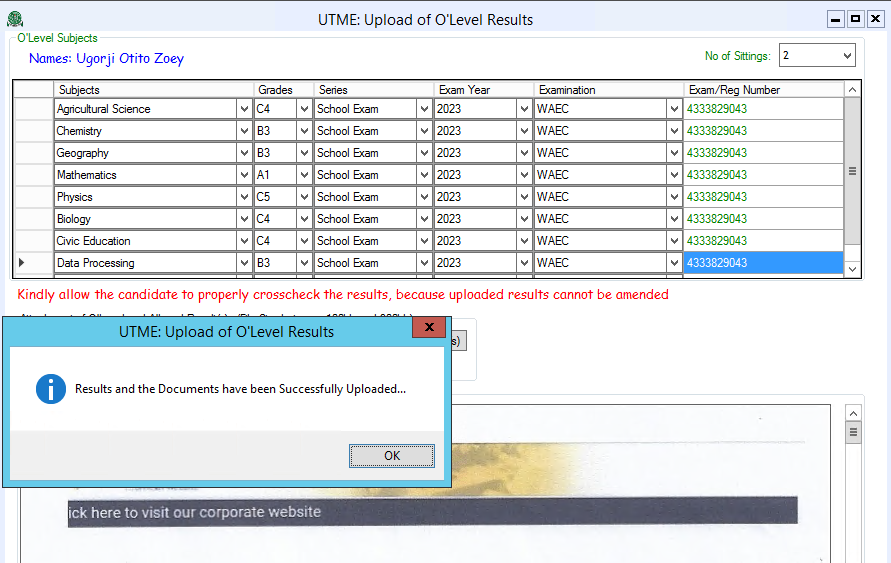 UTME: Upload of O'Level Results
O'Level Subjects
Names: Ugorji Otito Zoey
No of Sittings: 2
Subjects Grades Series Exam Year Examination Exam/Reg Number
Agricultural Science C4 School Exam 2023 WAEC 4333829043
Chemistry B3 School Exam 2023 WAEC 4333829043
Geography B3 School Exam 2023 WAEC 4333829043
Mathematics A1 School Exam 2023 WAEC 4333829043
Physics C5 School Exam 2023 WAEC 4333829043
Biology C4 School Exam 2023 WAEC 4333829043
Civic Education C4 School Exam 2023 WAEC 4333829043
Data Processing B3 School Exam 2023 WAEC 4333829043
Kindly allow the candidate to properly crosscheck the results, because uploaded results cannot be amended
UTME: Upload of O'Level Results
s)
Results and the Documents have been Successfully Uploaded...
OK
ick here to visit our corporate website